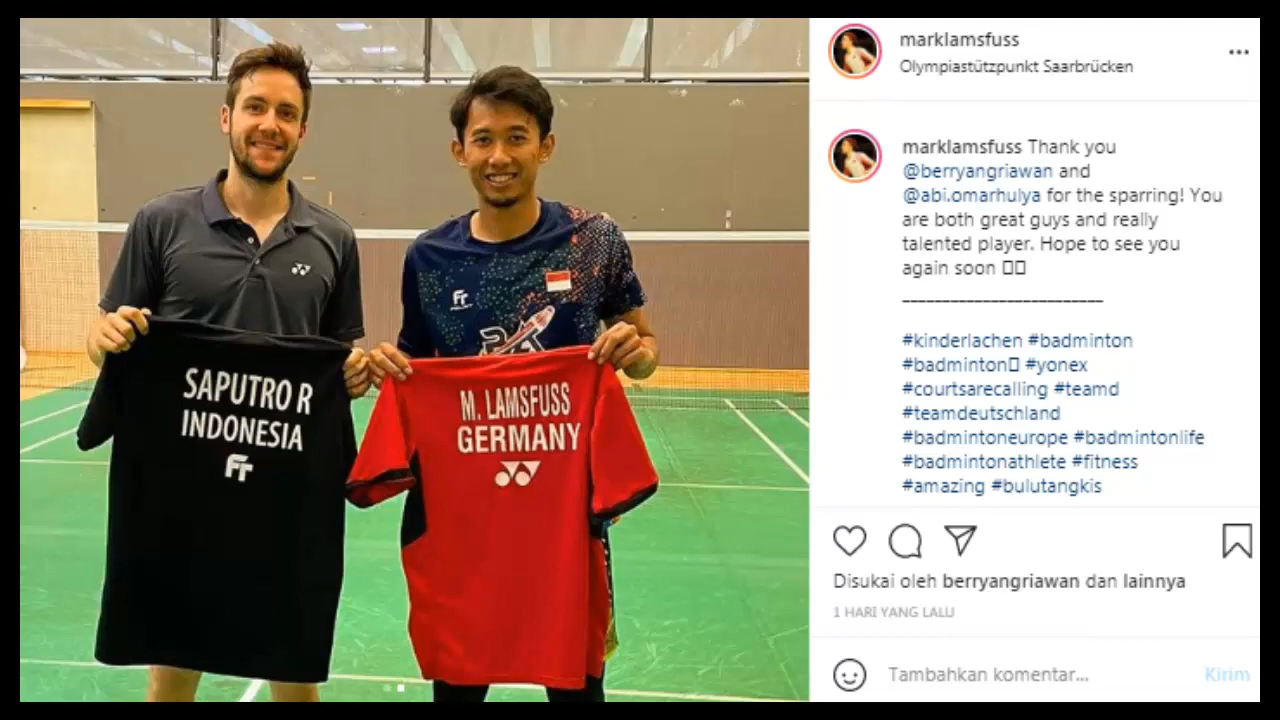 SAPUTRO R
INDONESIA
Fr
M. LAMSFUSS
GERMANY
marklamsfuss
Olympiastützpunkt Saarbrücken
marklamsfuss Thank you
@berryangriawan and
@abi.omarhulya for the sparring! You
are both great guys and really
talented player. Hope to see you
again soon
#kinderlachen #badminton
#badminton #yonex
#courtsarecalling #teamd
#teamdeutschland
#badmintoneurope #badmintonlife
#badmintonathlete #fitness
#amazing #bulutangkis
Disukai oleh berryangriawan dan lainnya
1 HARI YANG LALU
Tambahkan komentar...
Kirim